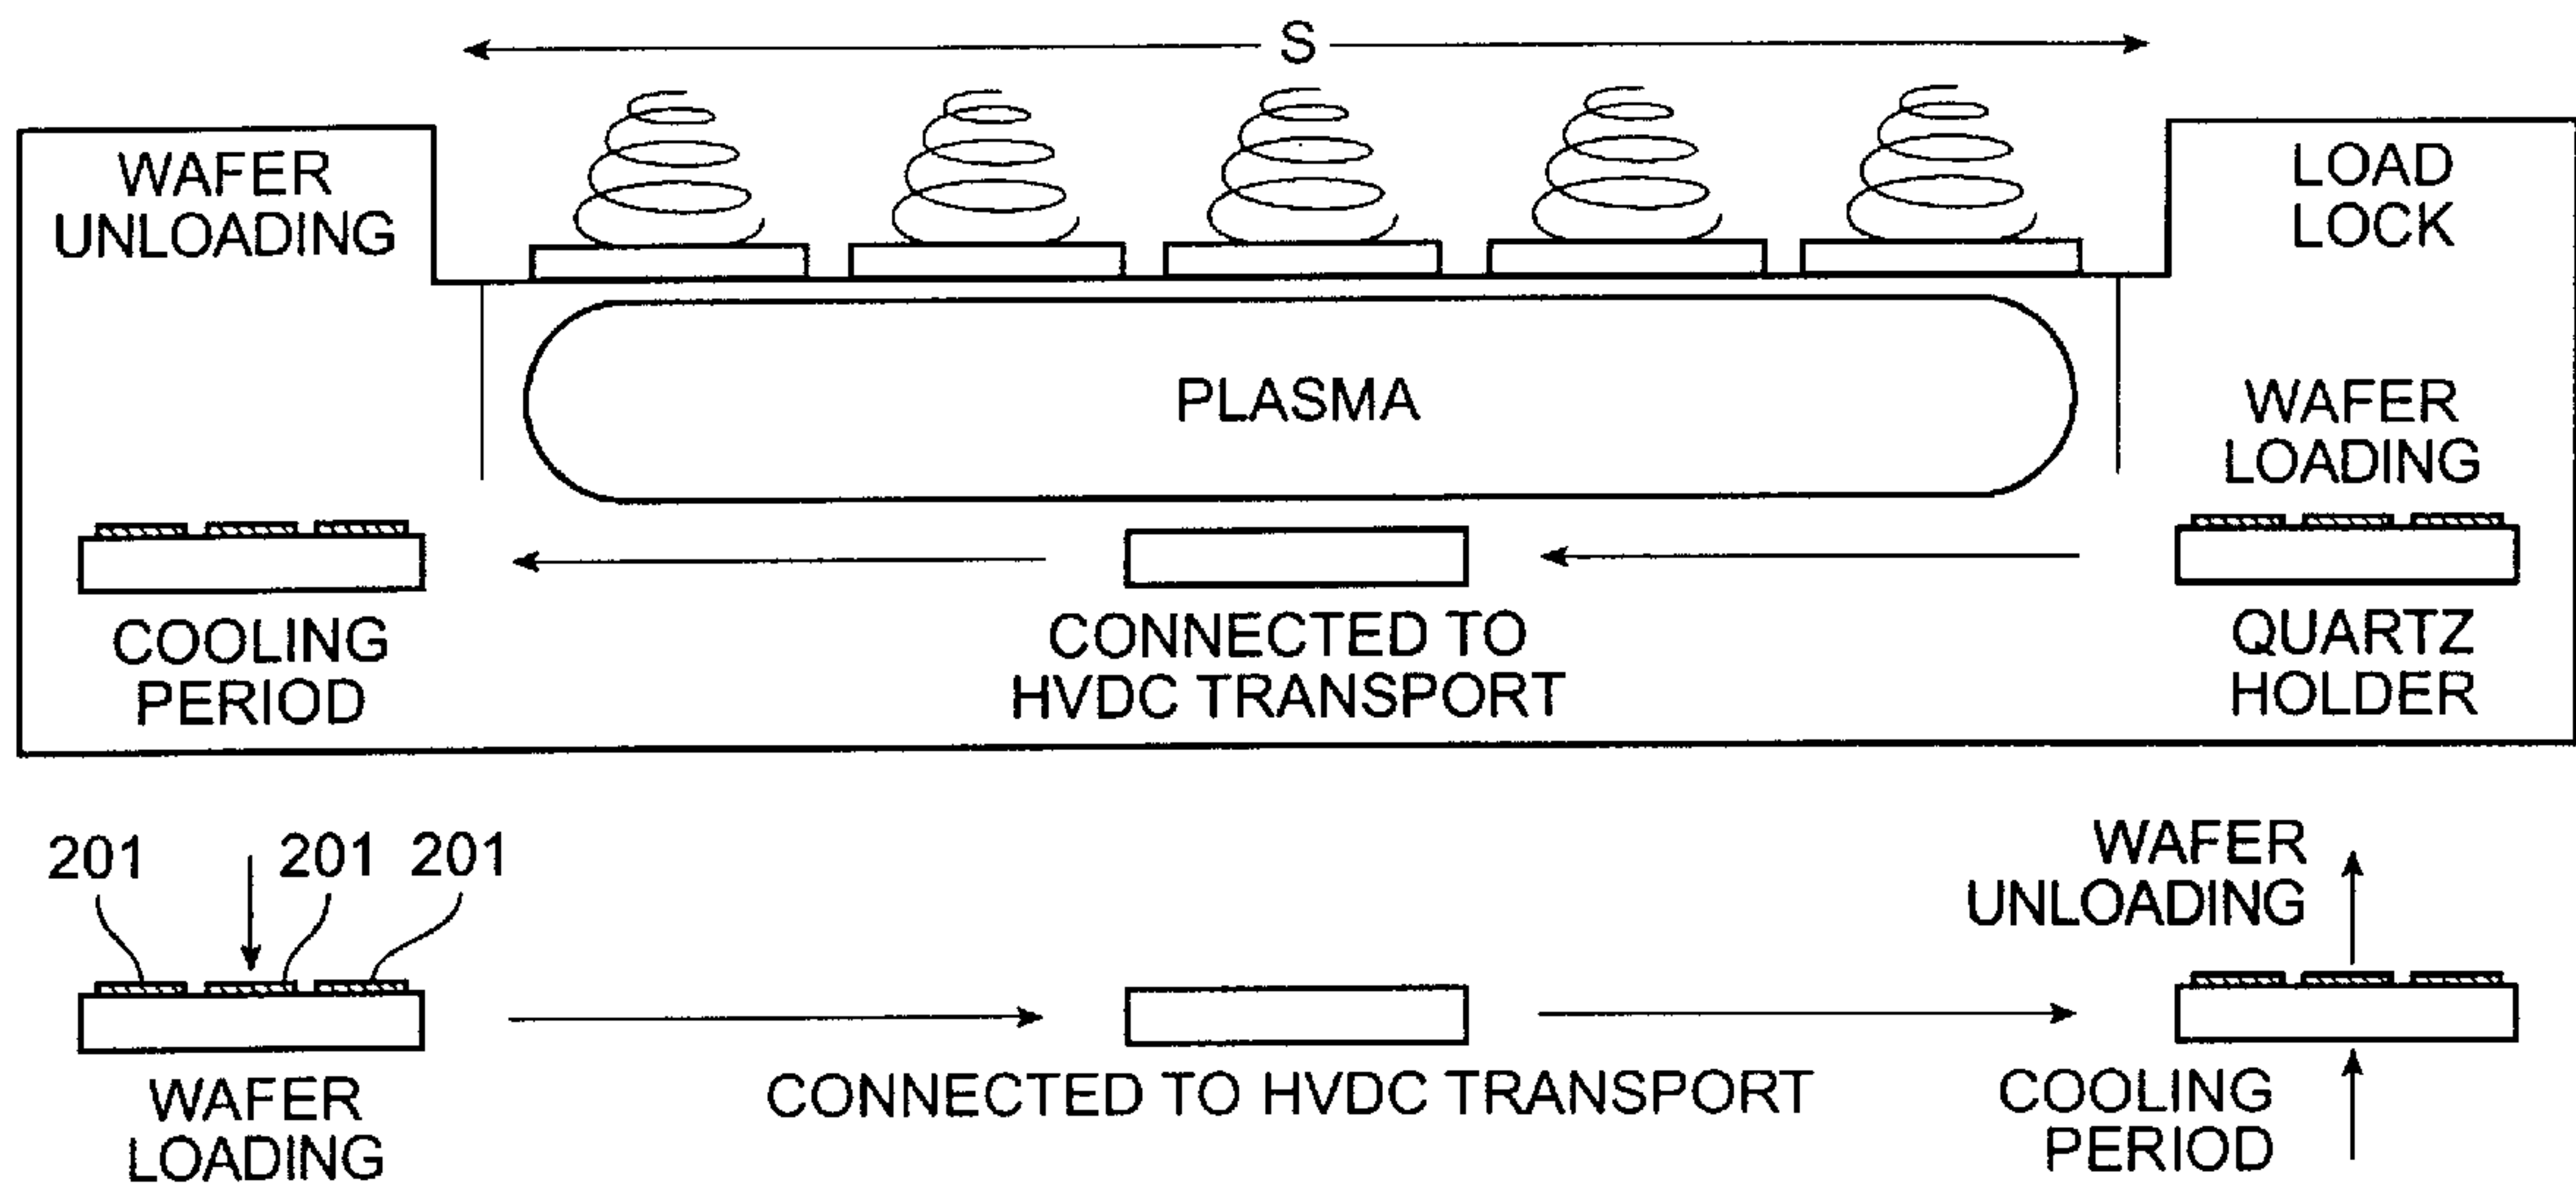 S
WAFER
UNLOADING
LOAD
LOCK
PLASMA
WAFER
LOADING
COOLING
PERIOD
CONNECTED TO
HVDC TRANSPORT
QUARTZ
HOLDER
201
201
201
WAFER
UNLOADING
WAFER
LOADING
CONNECTED TO HVDC TRANSPORT
COOLING
PERIOD